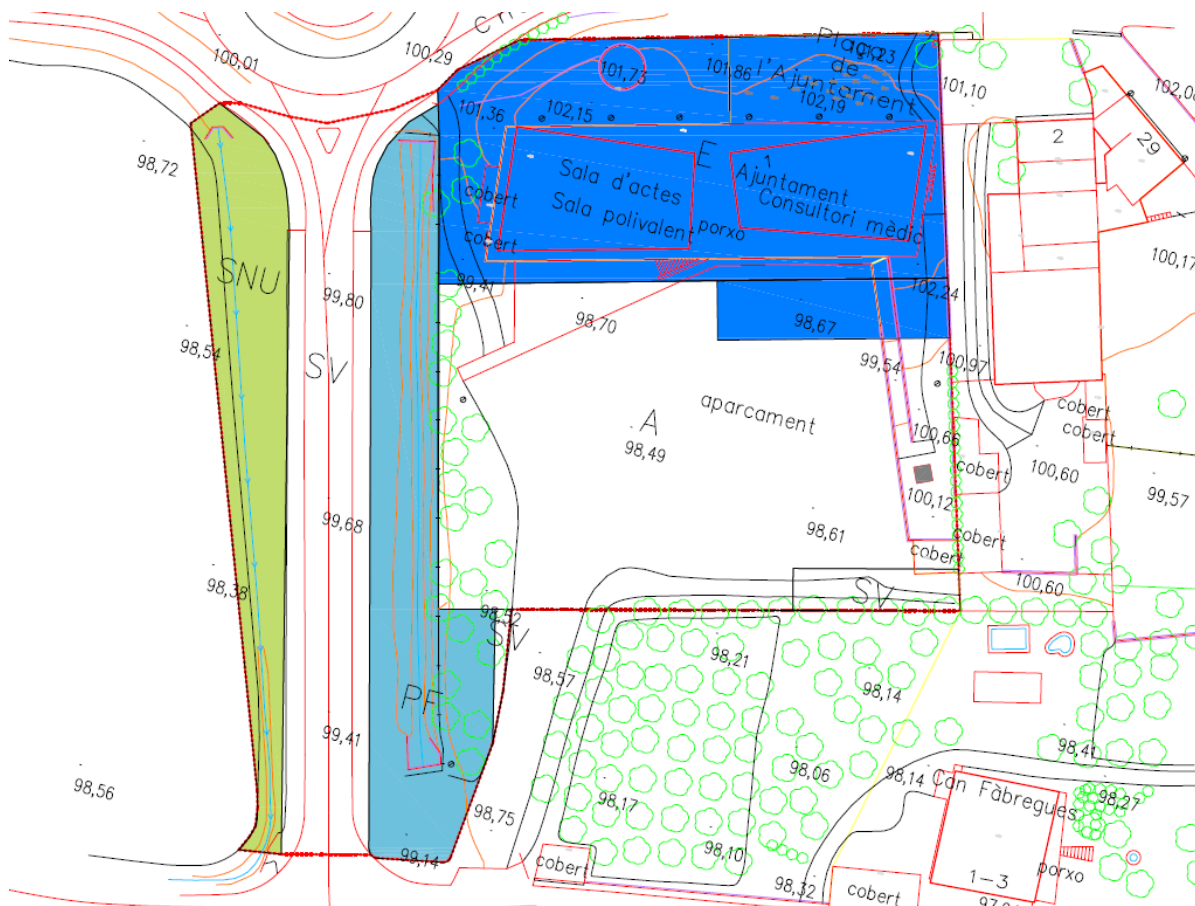 100,01
100,29
101,73
101,86
Plaça
101,23
de
l'Ajuntament
101,10
102,19
101,36
102,15
98,72
E
1
Sala d'actes
Sala polivalent
porxo
Ajuntament
Consultori mèdic
cobert
cobert
2
29
100,17
SNU
99,80
99,41
102,24
98,54
SV
98,70
98,67
99,54
100,97
A
aparcament
98,49
cobert
cobert
100,66
cobert
100,60
100,12
99,57
99,68
98,61
cobert
cobert
98,38
SV
100,60
98,52
SV
98,21
98,57
98,14
PF
99,41
98,41
98,06
98,14
Can Fàbregues
98,27
98,56
98,75
98,17
98,10
99,14
cobert
98,32
cobert
1-3
porxo